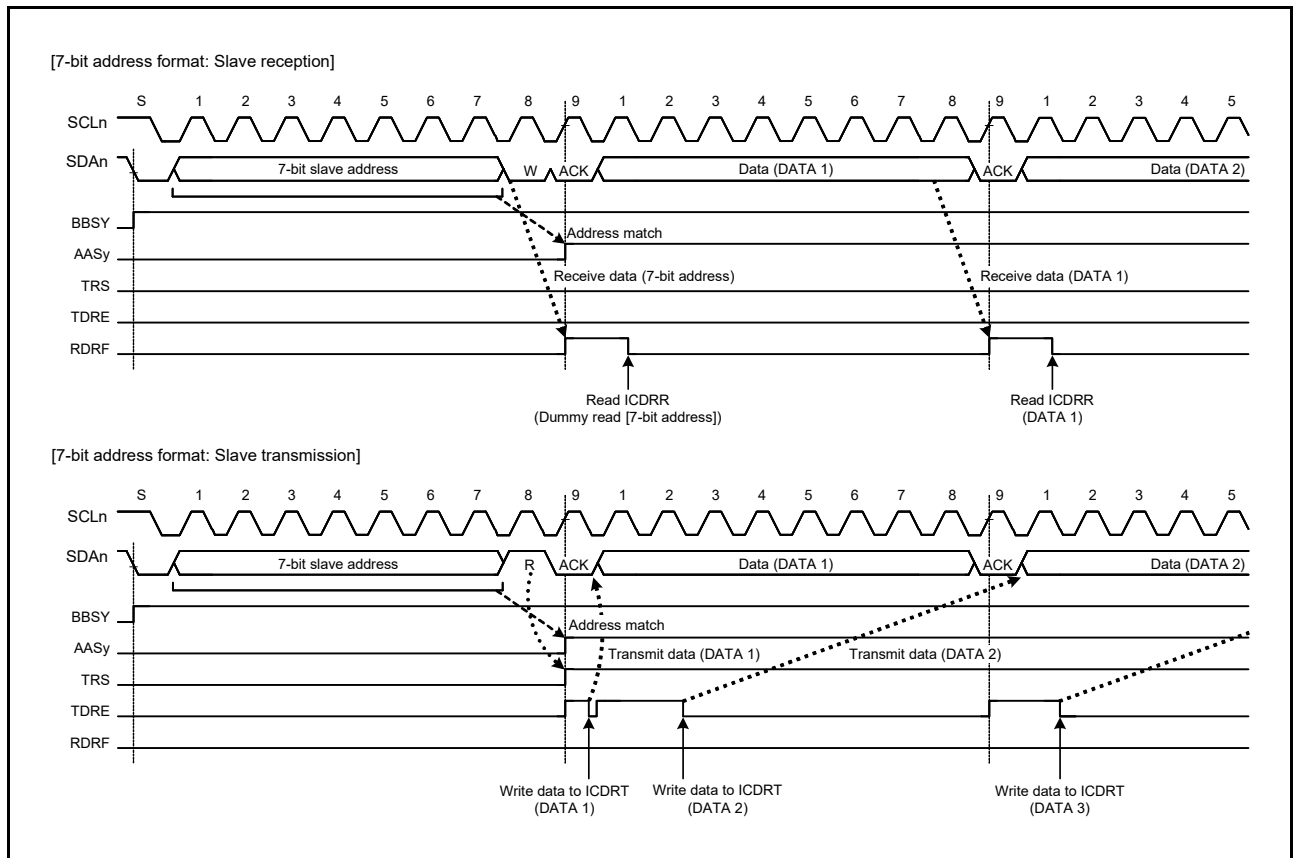 [7-bit address format: Slave reception]
S 1 2 3 4 5 6 7 8 9 1 2 3 4 5 6 7 8 9 1 2 3 4 5
SCLn
SDAn 7-bit slave address W ACK Data (DATA 1) ACK Data (DATA 2)
BBSY
Address match
AASy
Receive data (7-bit address) Receive data (DATA 1)
TRS
TDRE
RDRF
Read ICDRR Read ICDRR
(Dummy read [7-bit address]) (DATA 1)
[7-bit address format: Slave transmission]
S 1 2 3 4 5 6 7 8 9 1 2 3 4 5 6 7 8 9 1 2 3 4 5
SCLn
SDAn 7-bit slave address R ACK Data (DATA 1) ACK Data (DATA 2)
BBSY
Address match
AASy
Transmit data (DATA 1) Transmit data (DATA 2)
TRS
TDRE
RDRF
Write data to ICDRT Write data to ICDRT Write data to ICDRT
(DATA 1) (DATA 2) (DATA 3)